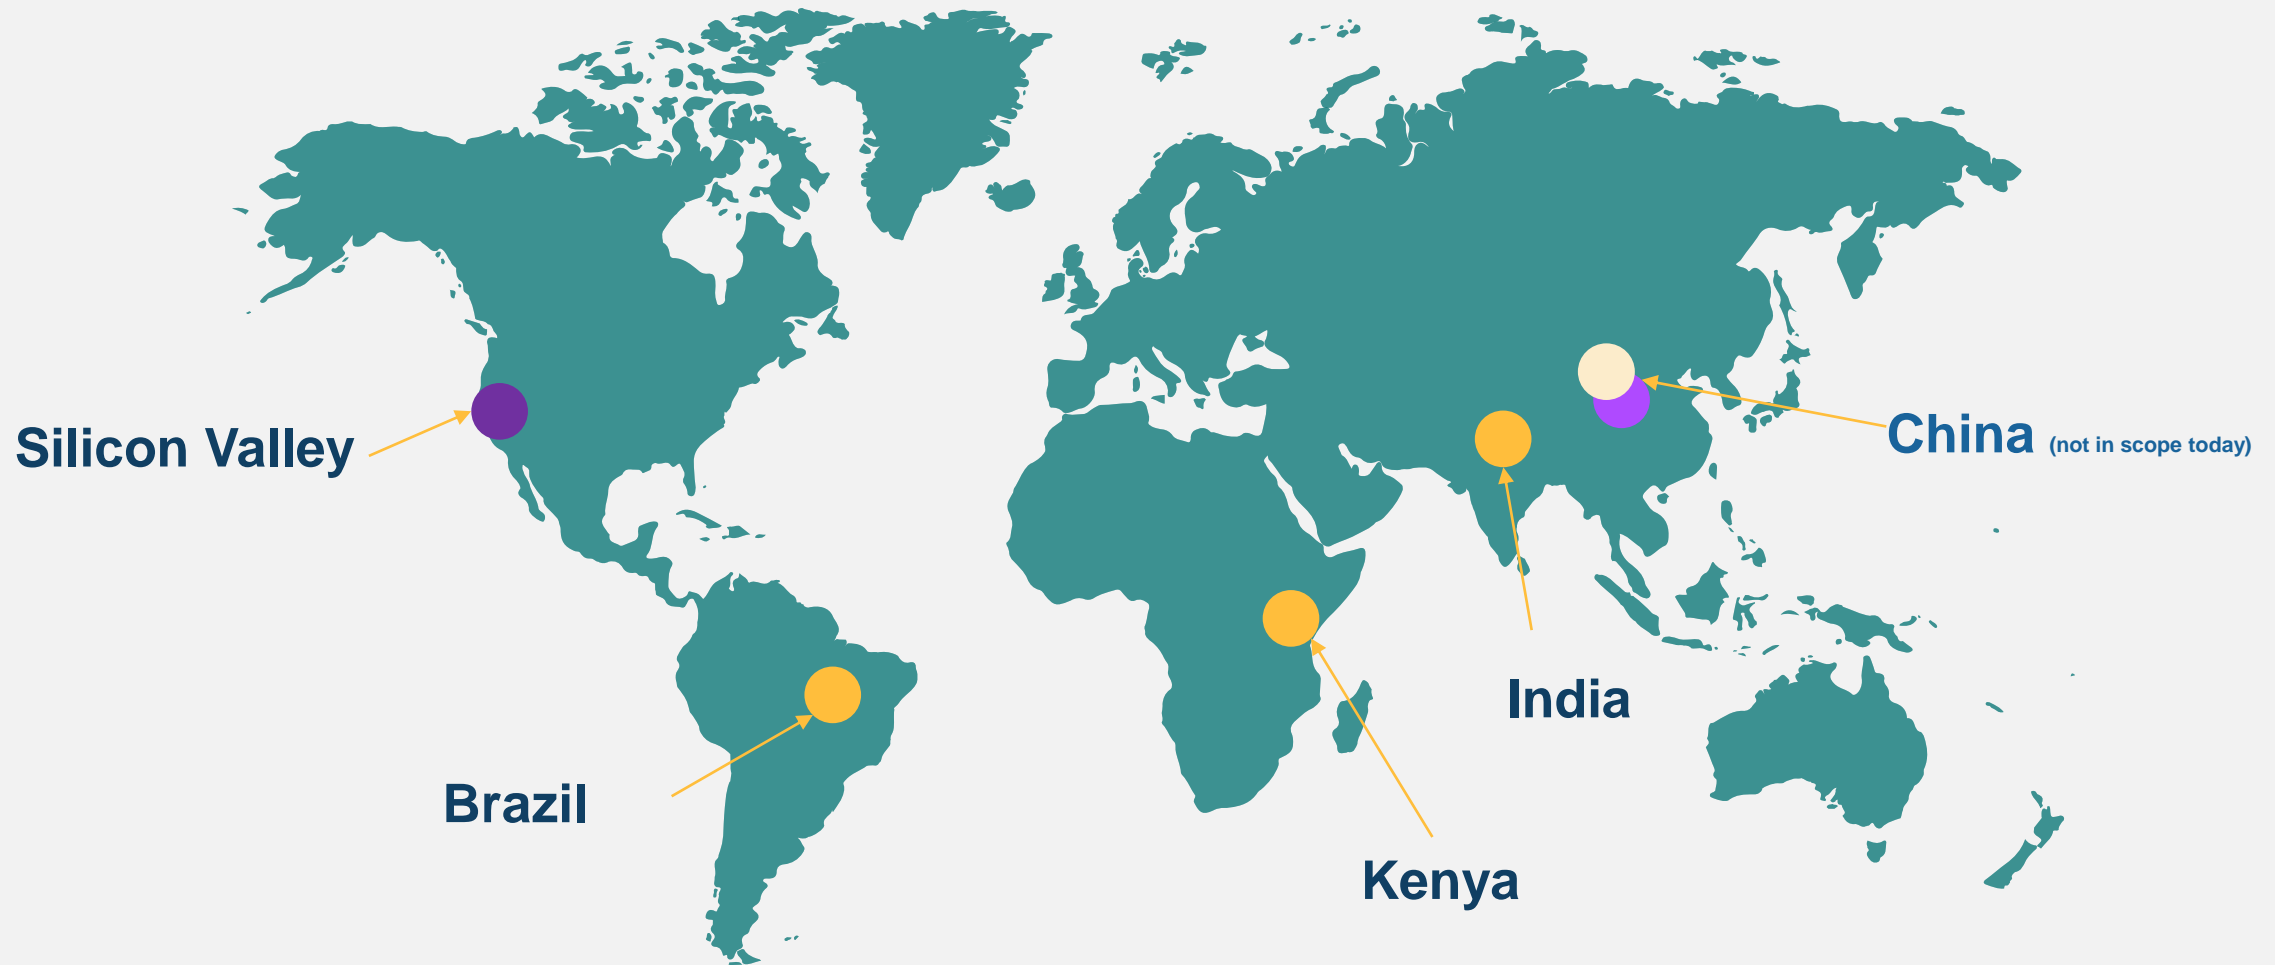 Silicon Valley
China (not in scope today)
India
Brazil
Kenya